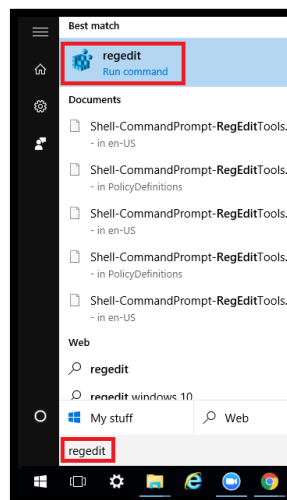 Best match
regedit
Run command
Documents
Shell-CommandPrompt-RegEditTools.
- in en-US
Shell-CommandPrompt-RegEditTools.
- in PolicyDefinitions
Shell-CommandPrompt-RegEditTools.
- in en-US
Shell-CommandPrompt-RegEditTools.
- in PolicyDefinitions
Shell-CommandPrompt-RegEditTools.
- in en-US
Web
regedit
regedit windows 10
My stuff
Web
regedit